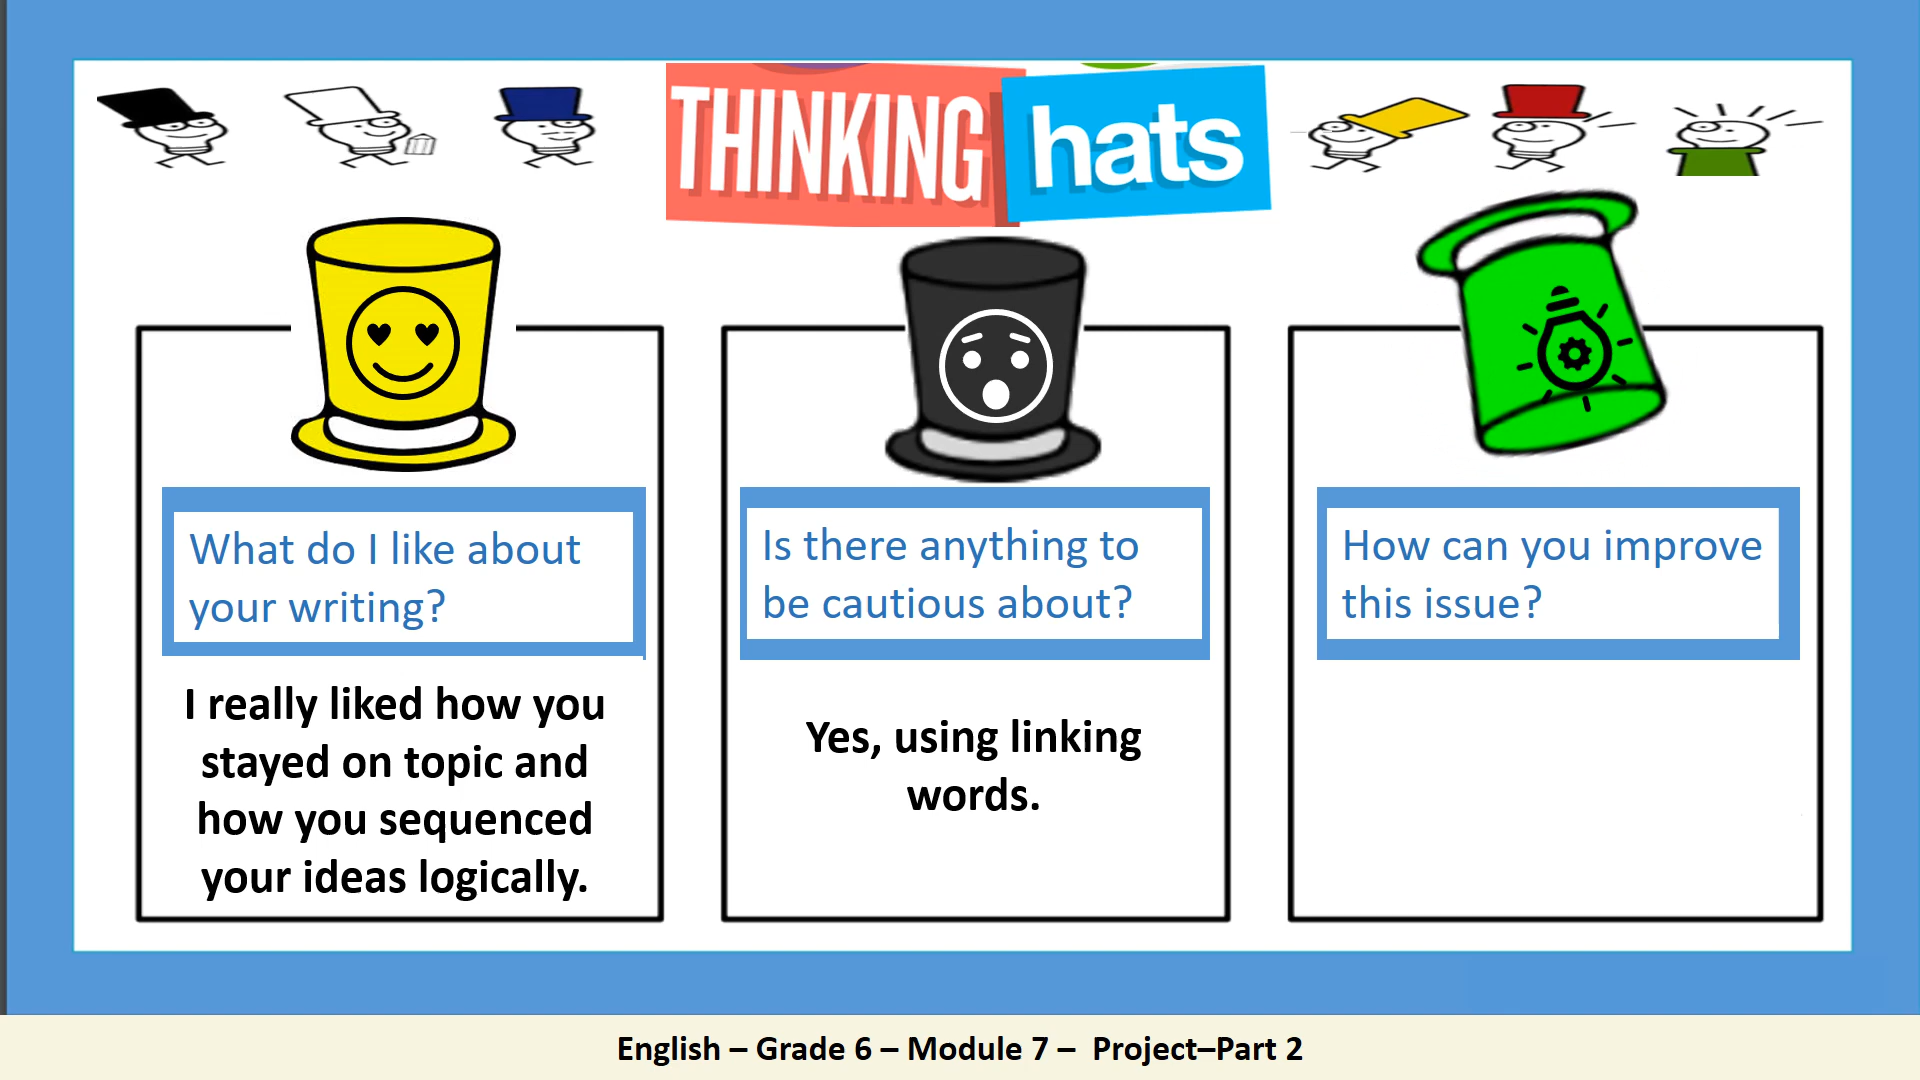 THINKING hats
What do I like about
your writing?
I really liked how you
stayed on topic and
how you sequenced
your ideas logically.
Is there anything to
be cautious about?
Yes, using linking
words.
How can you improve
this issue?
English – Grade 6 – Module 7 – Project–Part 2